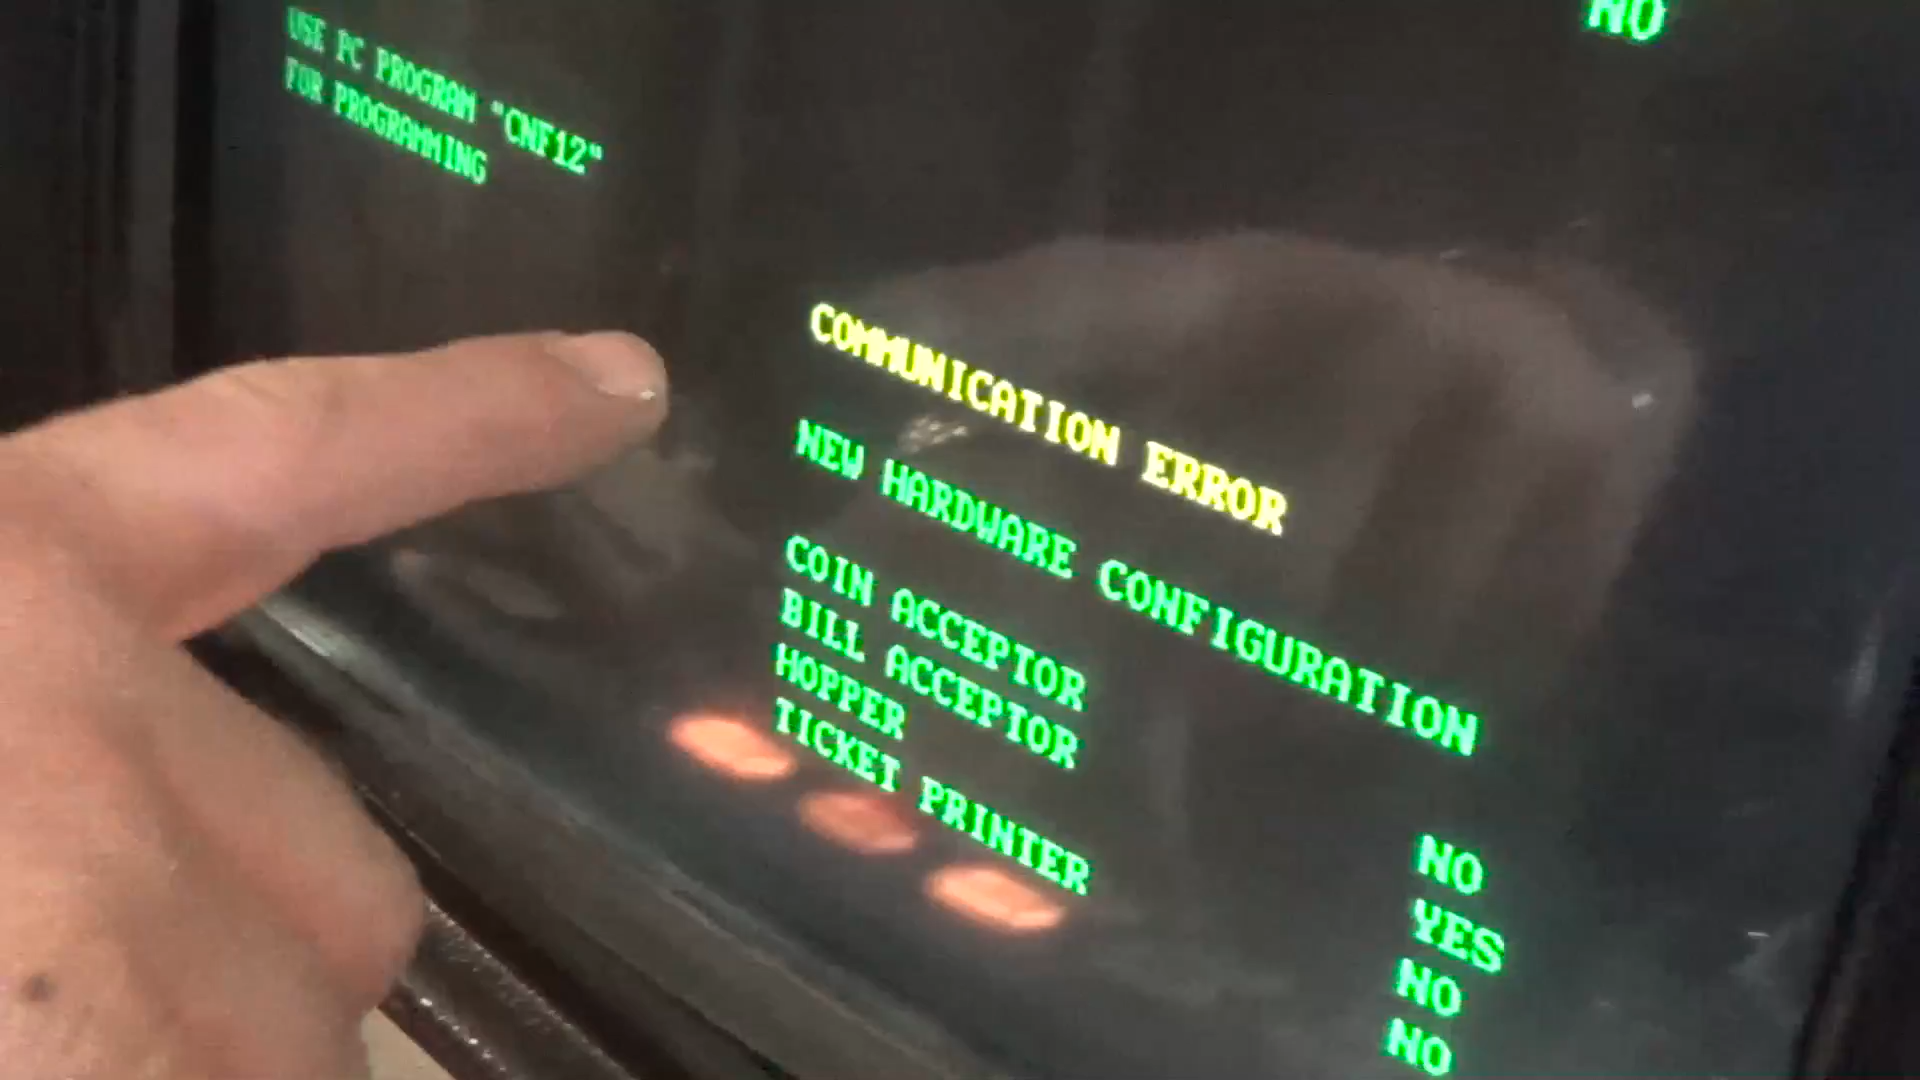 NO
USE PC PROGRAM "CNF12"
FOR PROGRAMMING
COMMUNICATION ERROR
NEW HARDWARE CONFIGURATION
COIN ACCEPTOR NO
BILL ACCEPTOR YES
HOPPER NO
TICKET PRINTER NO